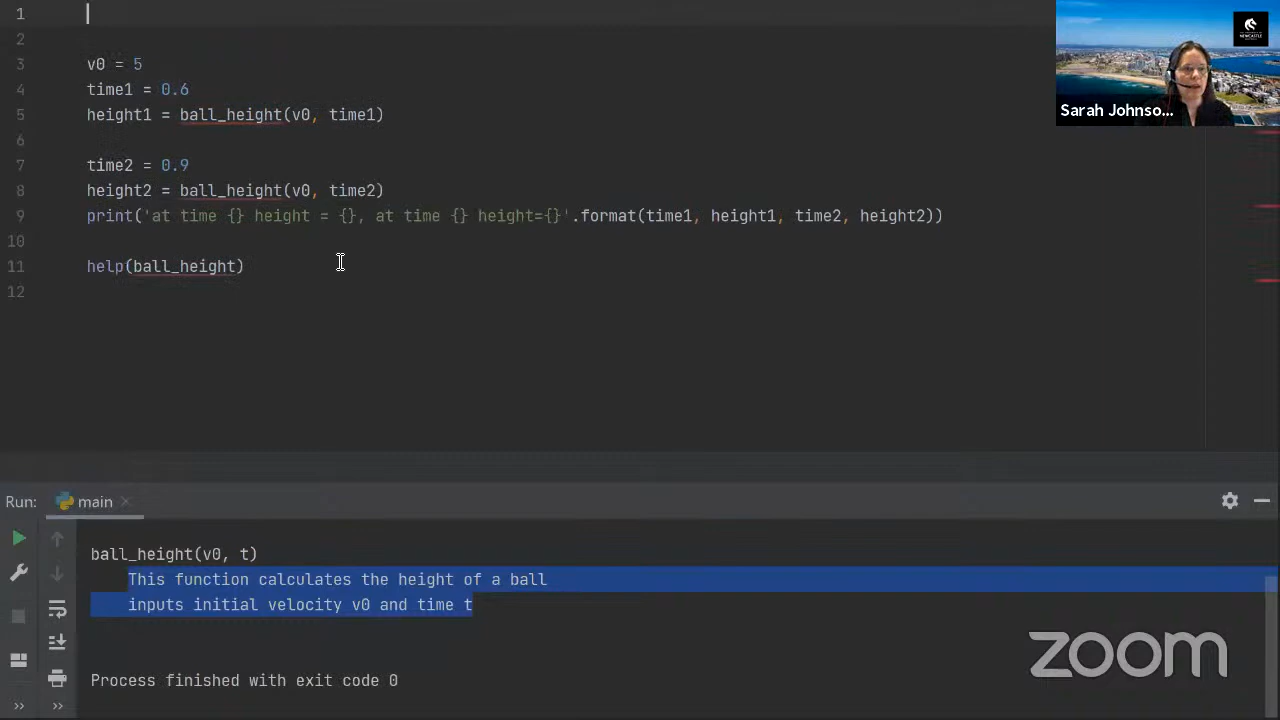 1
2
3 v0 = 5
4 time1 = 0.6
5 height1 = ball_height(v0, time1)
6
7 time2 = 0.9
8 height2 = ball_height(v0, time2)
9 print('at time {} height = {}, at time {} height={}'.format(time1, height1, time2, height2))
10
11 help(ball_height)
12
Sarah Johnso...
NEWCASTLE
Run: main
ball_height(v0, t)
This function calculates the height of a ball
inputs initial velocity v0 and time t
Process finished with exit code 0
zoom